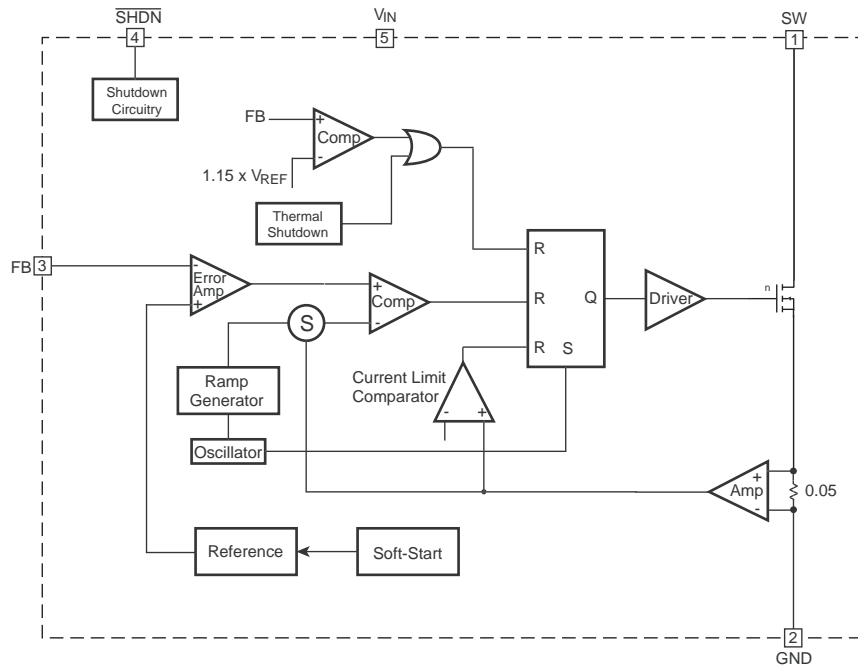 SHDN
VIN
SW
4
5
1
Shutdown
Circuitry
FB
+
Comp
-
1.15 x VREF
Thermal
Shutdown
FB
3
-
Error
Amp
+
+
Comp
-
S
R
R
R
S
Q
Driver
n
Ramp
Generator
Current Limit
Comparator
-
+
Oscillator
+
Amp
-
0.05
Reference
Soft-Start
2
GND